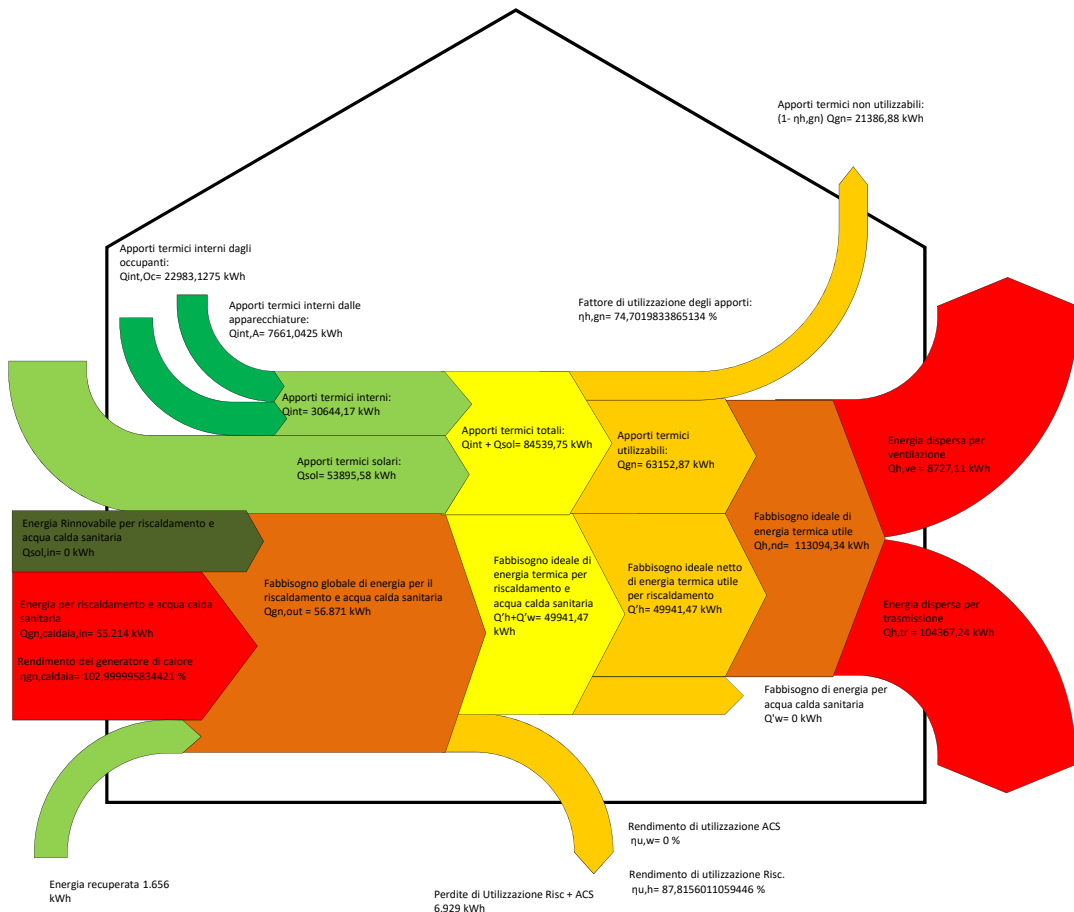 Apporti termici non utilizzabili:
(1- ηh,gn) Qgn= 21386,88 kWh
Apporti termici interni dagli
occupanti:
Qint,Oc= 22983,1275 kWh
Apporti termici interni dalle
apparecchiature:
Qint,A= 7661,0425 kWh
Fattore di utilizzazione degli apporti:
ηh,gn= 74,7019833865134 %
Apporti termici interni:
Qint= 30644,17 kWh
Apporti termici totali:
Qint + Qsol= 84539,75 kWh
Apporti termici
utilizzabili:
Qgn= 63152,87 kWh
Energia dispersa per
ventilazione
Qh,ve = 8727,11 kWh
Apporti termici solari:
Qsol= 53895,58 kWh
Energia Rinnovabile per riscaldamento e
acqua calda sanitaria
Qsol,in= 0 kWh
Fabbisogno ideale di
energia termica utile
Qh,nd=  113094,34 kWh
Fabbisogno globale di energia per il
riscaldamento e acqua calda sanitaria
Qgn,out = 56.871 kWh
Fabbisogno ideale di
energia termica per
riscaldamento e
acqua calda sanitaria
Q'h+Q'w= 49941,47
kWh
Fabbisogno ideale netto
di energia termica utile
per riscaldamento
Q'h= 49941,47 kWh
Energia per riscaldamento e acqua calda
sanitaria
Qgn,caldaia,in= 55.214 kWh
Energia dispersa per
trasmissione
Qh,tr = 104367,24 kWh
Rendimento del generatore di calore
ηgn,caldaia= 102,999995834421 %
Fabbisogno di energia per
acqua calda sanitaria
Q'w= 0 kWh
Rendimento di utilizzazione ACS
ηu,w= 0 %
Rendimento di utilizzazione Risc.
ηu,h= 87,8156011059446 %
Energia recuperata 1.656
kWh
Perdite di Utilizzazione Risc + ACS
6.929 kWh